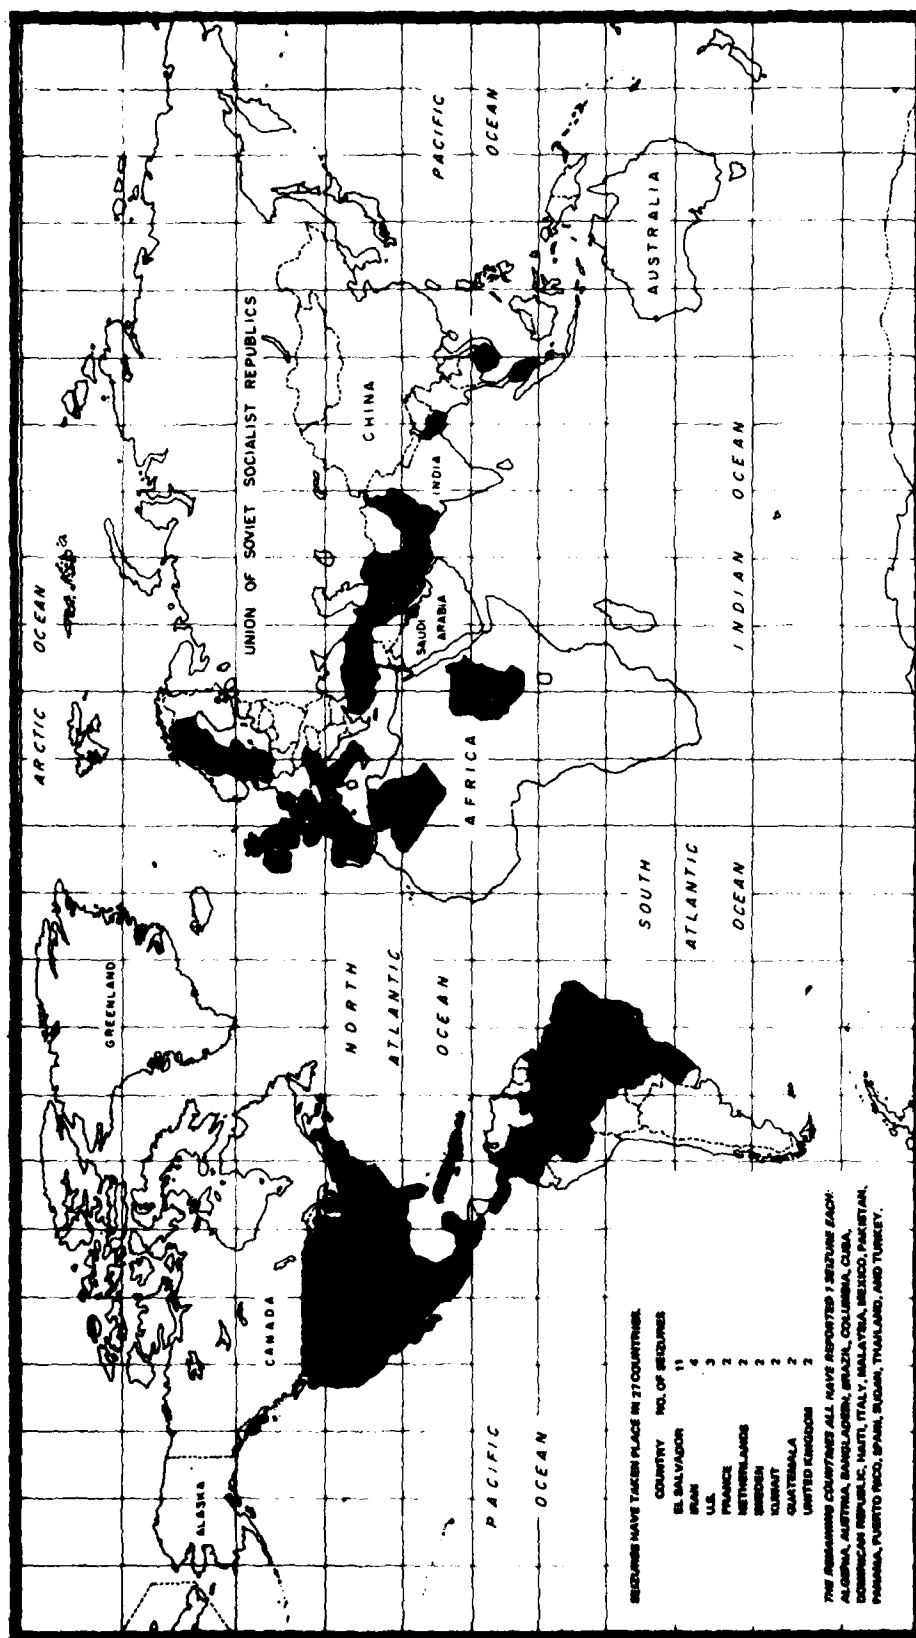 ARCTIC OCEAN
GREENLAND
ALASKA
CANADA
UNION OF SOVIET SOCIALIST REPUBLICS
CHINA
INDIA
SAUDI
ARABIA
AFRICA
AUSTRALIA
NORTH
ATLANTIC
OCEAN
PACIFIC
OCEAN
PACIFIC
OCEAN
SOUTH
ATLANTIC
OCEAN
INDIAN OCEAN
SEIZURES HAVE TAKEN PLACE IN 27 COUNTRIES.
COUNTRY NO. OF SEIZURES
EL SALVADOR 11
IRAN 4
U.S. 3
FRANCE 2
NETHERLANDS 2
SWEDEN 2
KUWAIT 2
GUATEMALA 2
UNITED KINGDOM 2
THE REMAINING COUNTRIES ALL HAVE REPORTED 1 SEIZURE EACH:
ALGERIA, AUSTRIA, BANGLADESH, BRAZIL, COLUMBIA, CUBA,
DOMINICAN REPUBLIC, HAITI, ITALY, MALAYSIA, MEXICO, PAKISTAN,
PANAMA, PUERTO RICO, SPAIN, SUDAN, THAILAND, AND TURKEY.